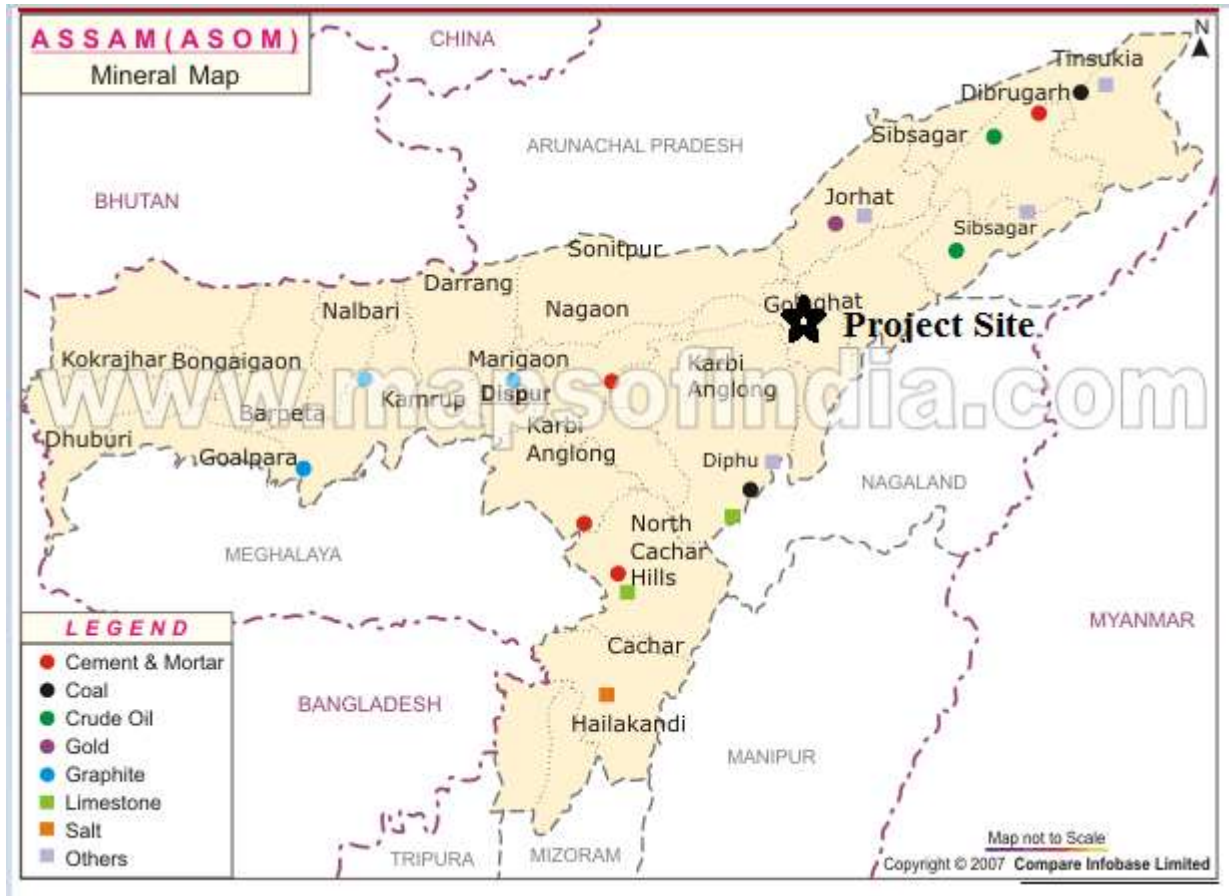 ASSAM(ASOM)
Mineral Map
CHINA
N
Tinsukia
Dibrugarh
Sibsagar
ARUNACHAL PRADESH
BHUTAN
Jorhat
Sibsagar
Sonitpur
Darrang
Nalbari
Nagaon
Project Site
Kokrajhar
Bongaigaon
Marigaon
Karbi
Anglong
www.mapsofindia.com
Barpeta
Kamrup
Dispur
Dhuburi
Goalpara
Karbi
Anglong
Diphu
NAGALAND
MEGHALAYA
North
Cachar
Hills
MYANMAR
Cachar
BANGLADESH
Hailakandi
MANIPUR
LEGEND
Cement & Mortar
Coal
Crude Oil
Gold
Graphite
Limestone
Salt
Others
TRIPURA
MIZORAM
Map not to Scale
Copyright © 2007 Compare Infobase Limited